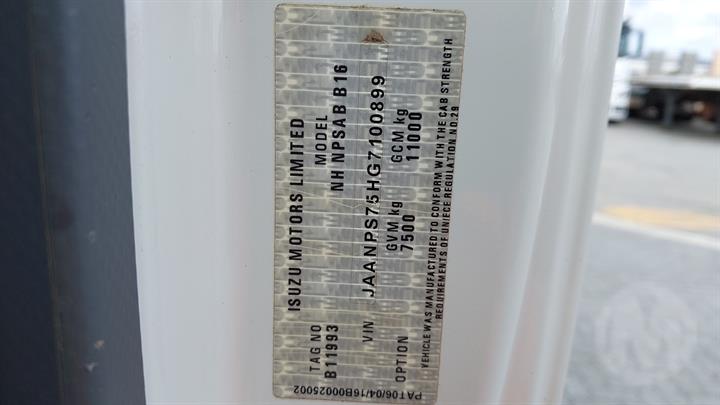 ISUZU MOTORS LIMITED
TAG NO MODEL
B11993 NH NPSAB B16
VIN JAANPS75HG7100899
GVM kg GCM kg
OPTION 7500 11000
VEHICLE WAS MANUFACTURED TO CONFORM WITH THE CAB STRENGTH
REQUIREMENTS OF UNIECE REGULATION NO.29
PAT06/04/16B00025002